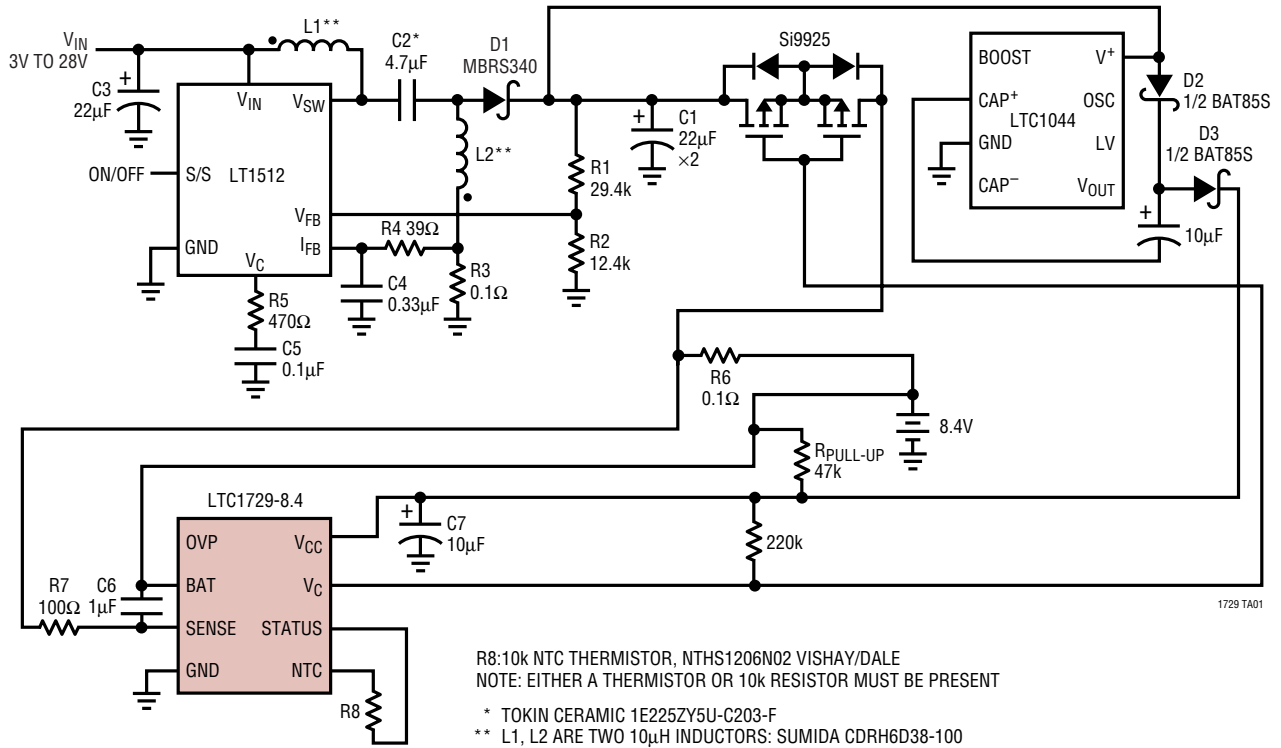 V_IN
3V TO 28V
C3
22µF
+
L1**
C2*
4.7µF
D1
MBRS340
V_IN
V_SW
ON/OFF
S/S
LT1512
V_FB
I_FB
GND
V_C
L2**
R4 39Ω
R5
470Ω
C5
0.1µF
C4
0.33µF
R3
0.1Ω
R1
29.4k
R2
12.4k
+
C1
22µF
×2
Si9925
BOOST
V+
CAP+
OSC
LTC1044
GND
LV
CAP−
V_OUT
D2
1/2 BAT85S
D3
1/2 BAT85S
+
10µF
R6
0.1Ω
8.4V
R_PULL-UP
47k
220k
+
C7
10µF
LTC1729-8.4
OVP
V_CC
BAT
V_C
SENSE
STATUS
GND
NTC
R7
100Ω
C6
1µF
R8
1729 TA01
R8:10k NTC THERMISTOR, NTHS1206N02 VISHAY/DALE
NOTE: EITHER A THERMISTOR OR 10k RESISTOR MUST BE PRESENT
* TOKIN CERAMIC 1E225ZY5U-C203-F
** L1, L2 ARE TWO 10µH INDUCTORS: SUMIDA CDRH6D38-100